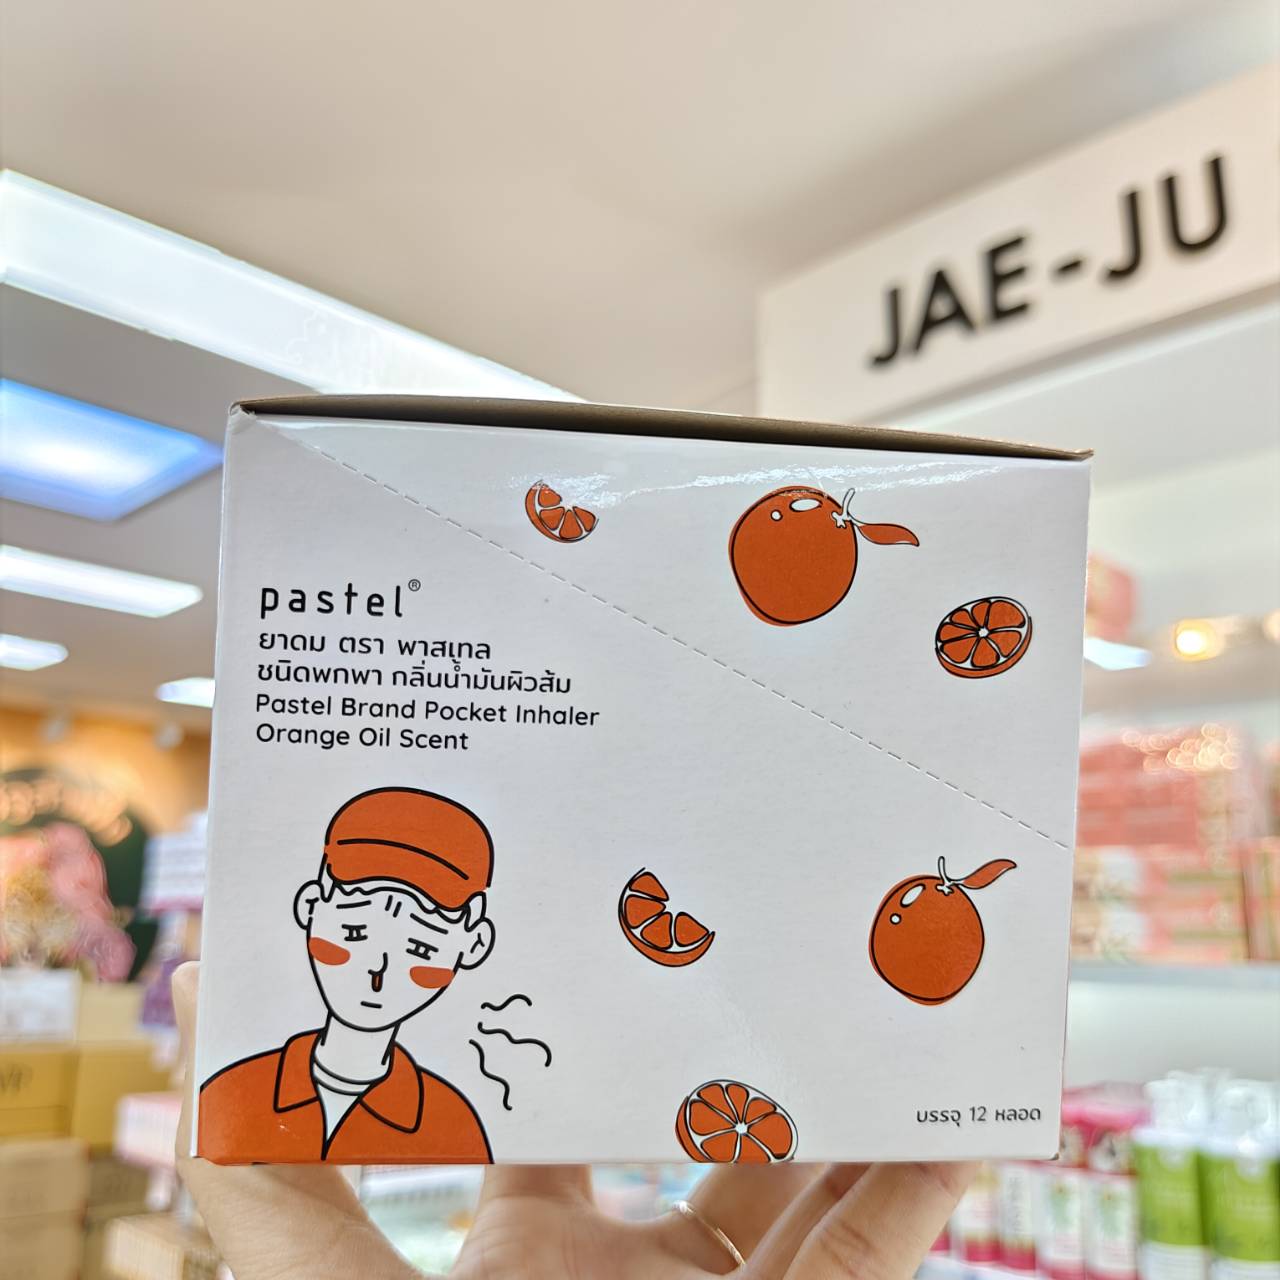 JAE-JU
pastel®
ยาดม ตรา พาสเทล
ชนิดพกพา กลิ่นน้ำมันผิวส้ม
Pastel Brand Pocket Inhaler
Orange Oil Scent
บรรจุ 12 หลอด